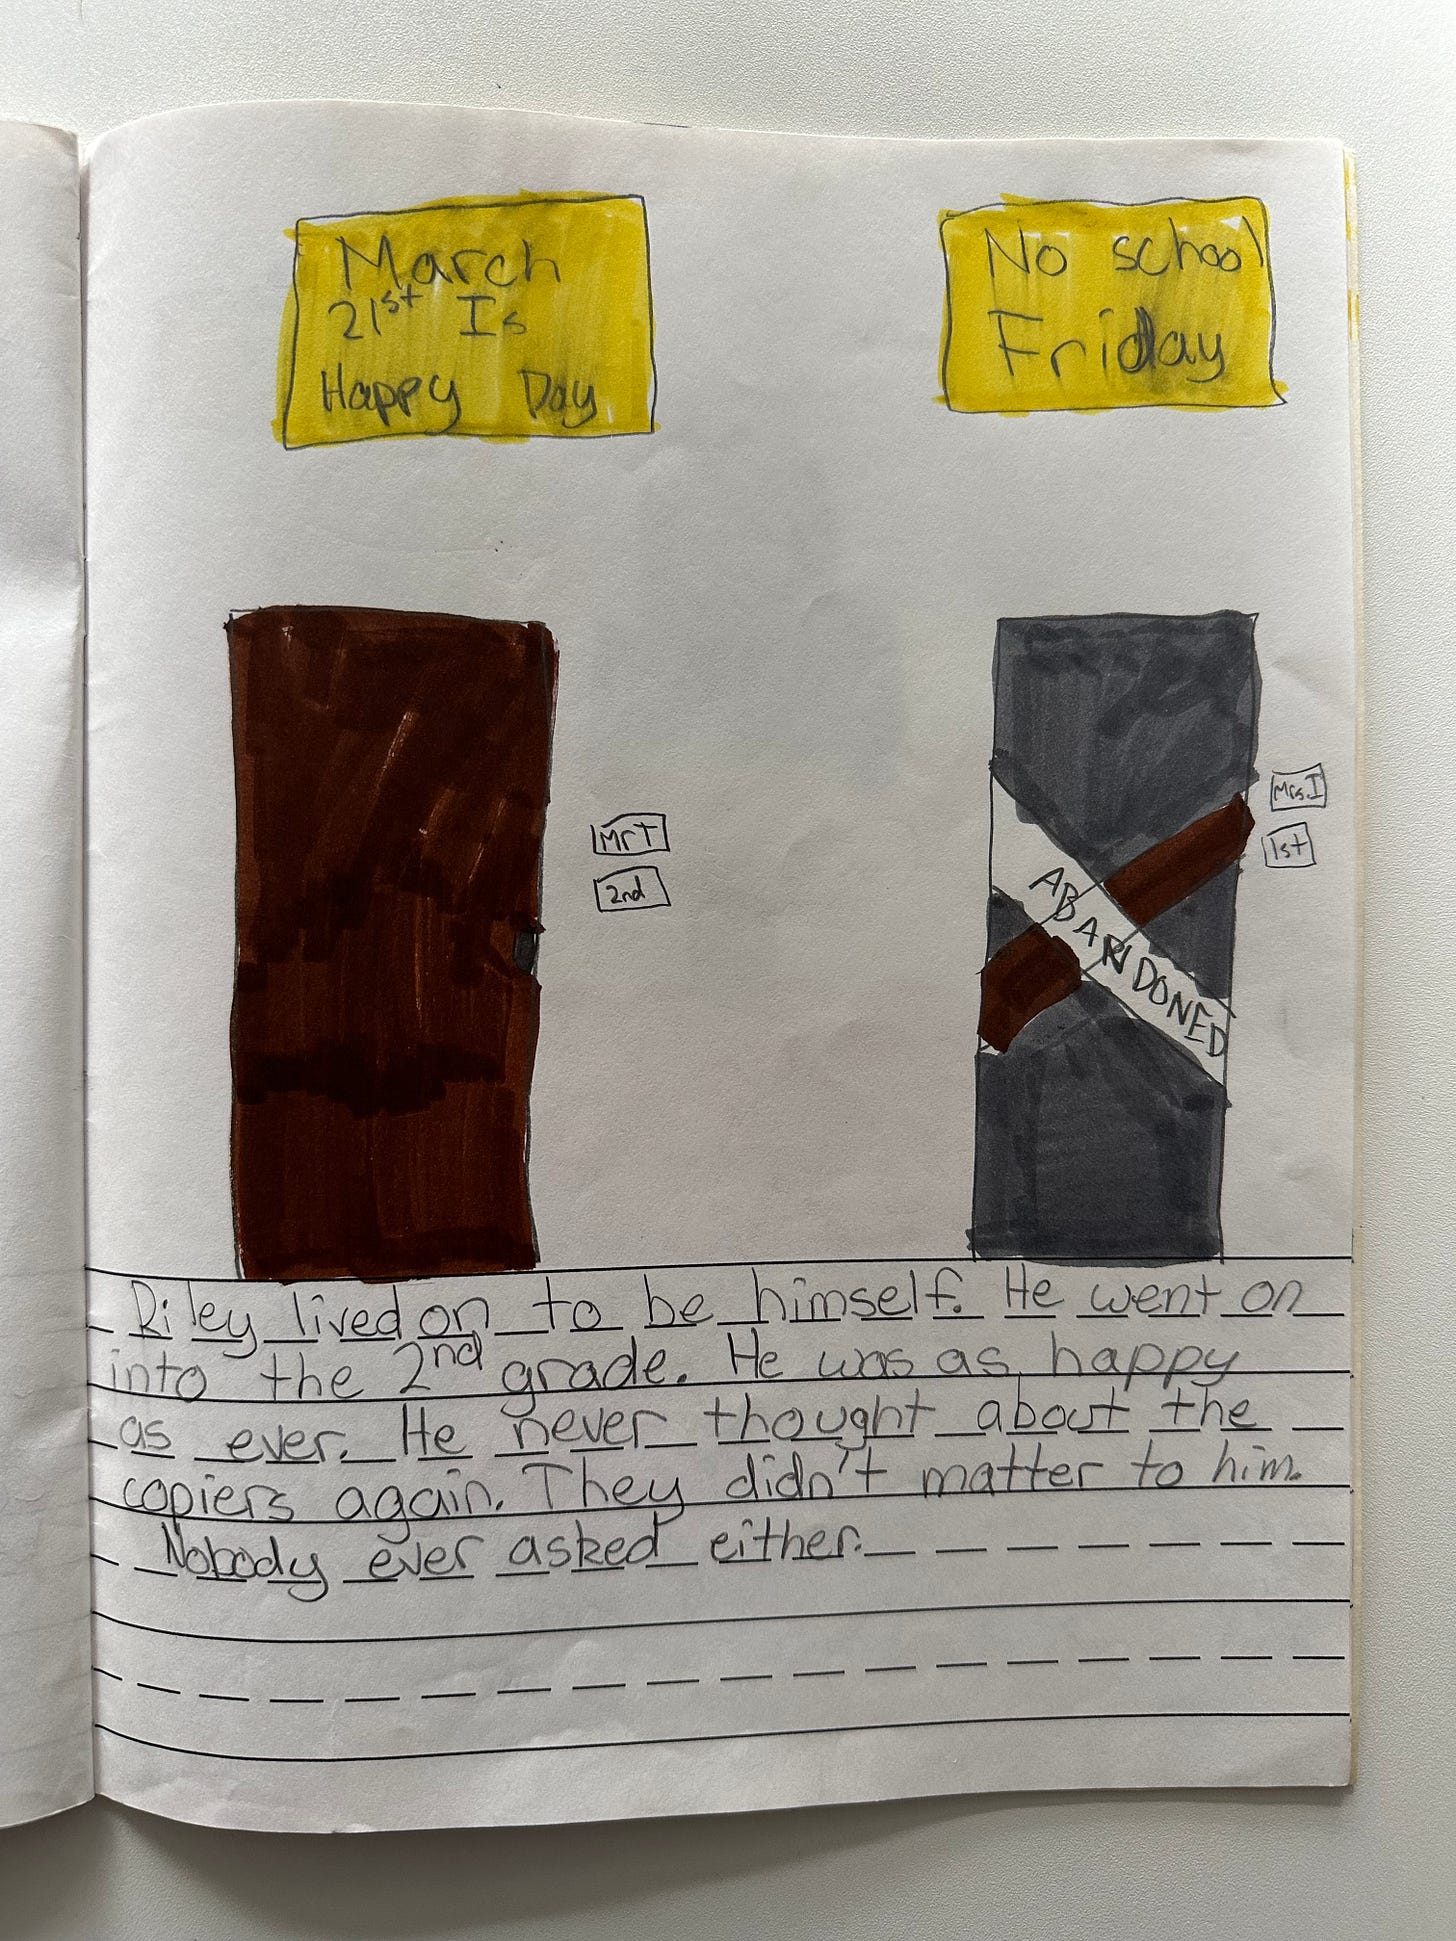 March
21st Is
Happy Day
No school
Friday
Mr T
2nd
Mrs. I
1st
ABANDONED
Riley lived on to be himself. He went on
into the 2nd grade. He was as happy
as ever. He never thought about the
copiers again. They didn't matter to him.
Nobody ever asked either.